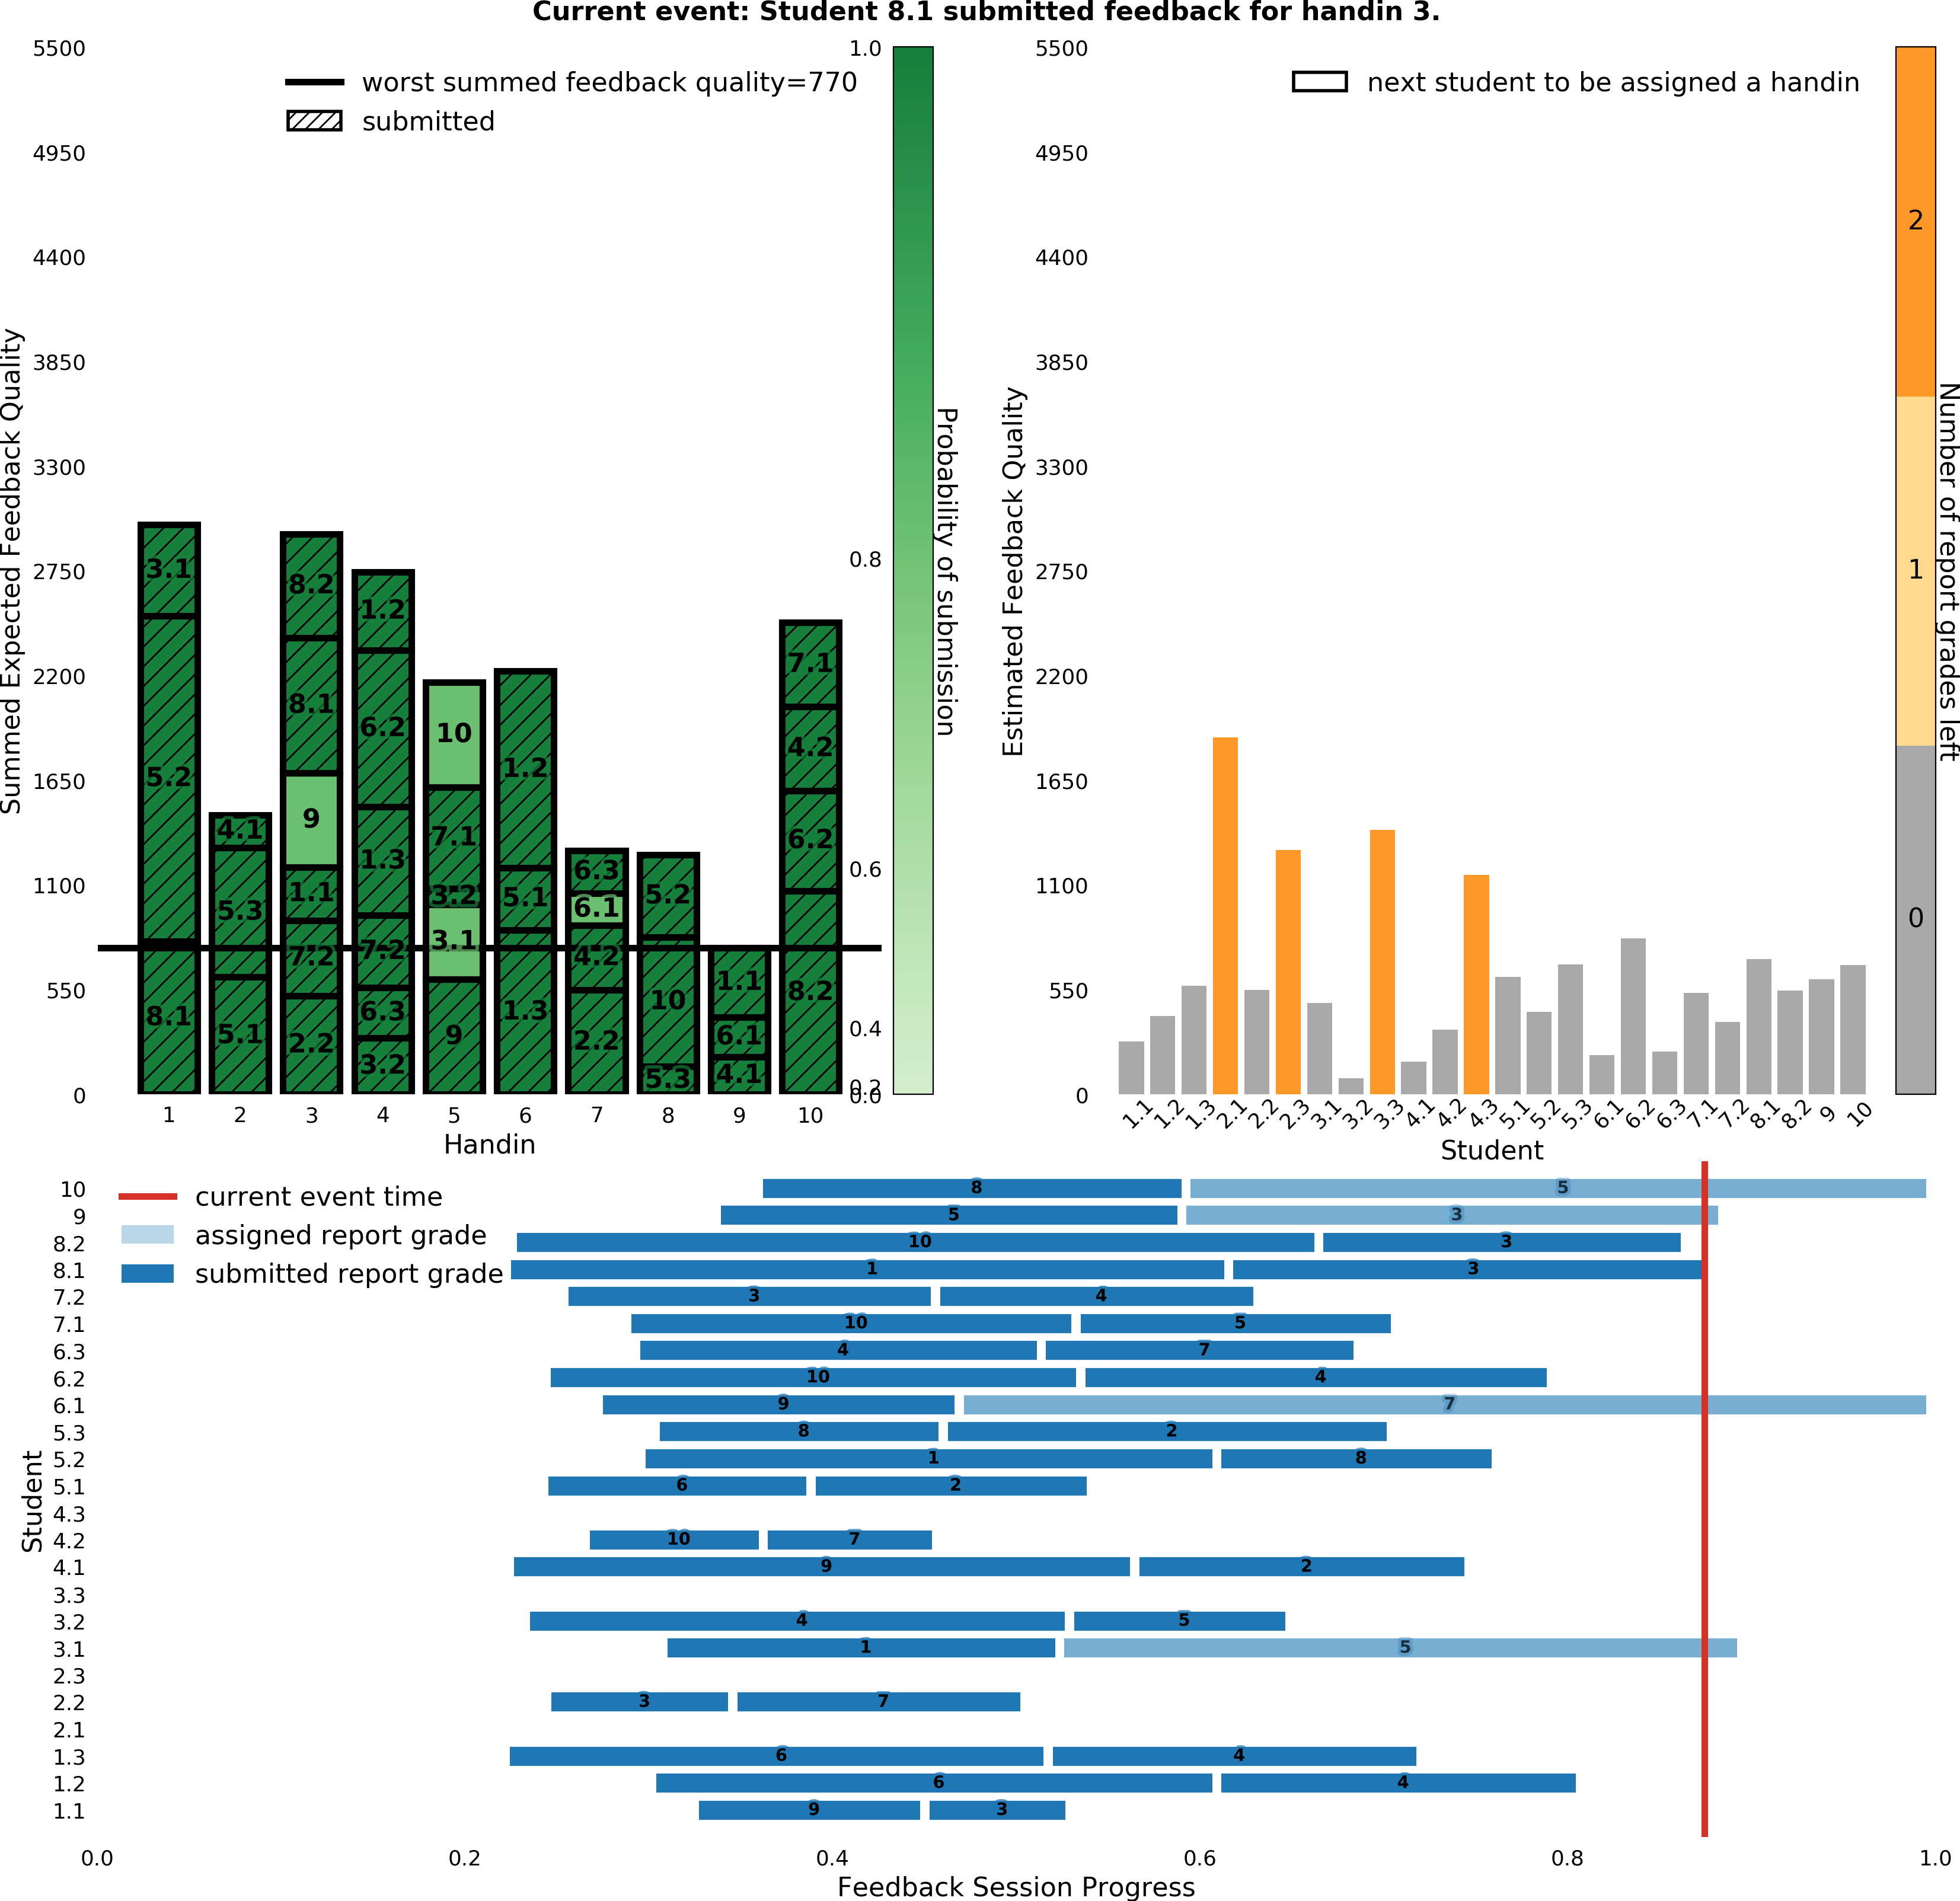 Current event: Student 8.1 submitted feedback for handin 3.
Summed Expected Feedback Quality
5500
4950
4400
3850
3300
2750
2200
1650
1100
550
0
worst summed feedback quality=770
submitted
3.1
5.2
8.1
4.1
5.3
5.1
8.2
8.1
9
1.1
7.2
2.2
1.2
6.2
1.3
7.2
6.3
3.2
10
7.1
3.2
3.1
9
1.2
5.1
1.3
6.3
6.1
4.2
2.2
5.2
10
5.3
1.1
6.1
4.1
7.1
4.2
6.2
8.2
1 2 3 4 5 6 7 8 9 10
Handin
1.0
0.8
0.6
0.4
0.2
0.0
Probability of submission
Estimated Feedback Quality
5500
4950
4400
3850
3300
2750
2200
1650
1100
550
0
next student to be assigned a handin
1.1 1.2 1.3 2.1 2.2 2.3 3.1 3.2 3.3 4.1 4.2 4.3 5.1 5.2 5.3 6.1 6.2 6.3 7.1 7.2 8.1 8.2 9 10
Student
2
1
0
Number of report grades left
current event time
assigned report grade
submitted report grade
Student
10 8 5
9 5 3
8.2 10 3
8.1 1 3
7.2 3 4
7.1 10 5
6.3 4 7
6.2 10 4
6.1 9 7
5.3 8 2
5.2 1 8
5.1 6 2
4.3
4.2 10 7
4.1 9 2
3.3
3.2 4 5
3.1 1 5
2.3
2.2 3 7
2.1
1.3 6 4
1.2 6 4
1.1 9 3
0.0 0.2 0.4 0.6 0.8 1.0
Feedback Session Progress